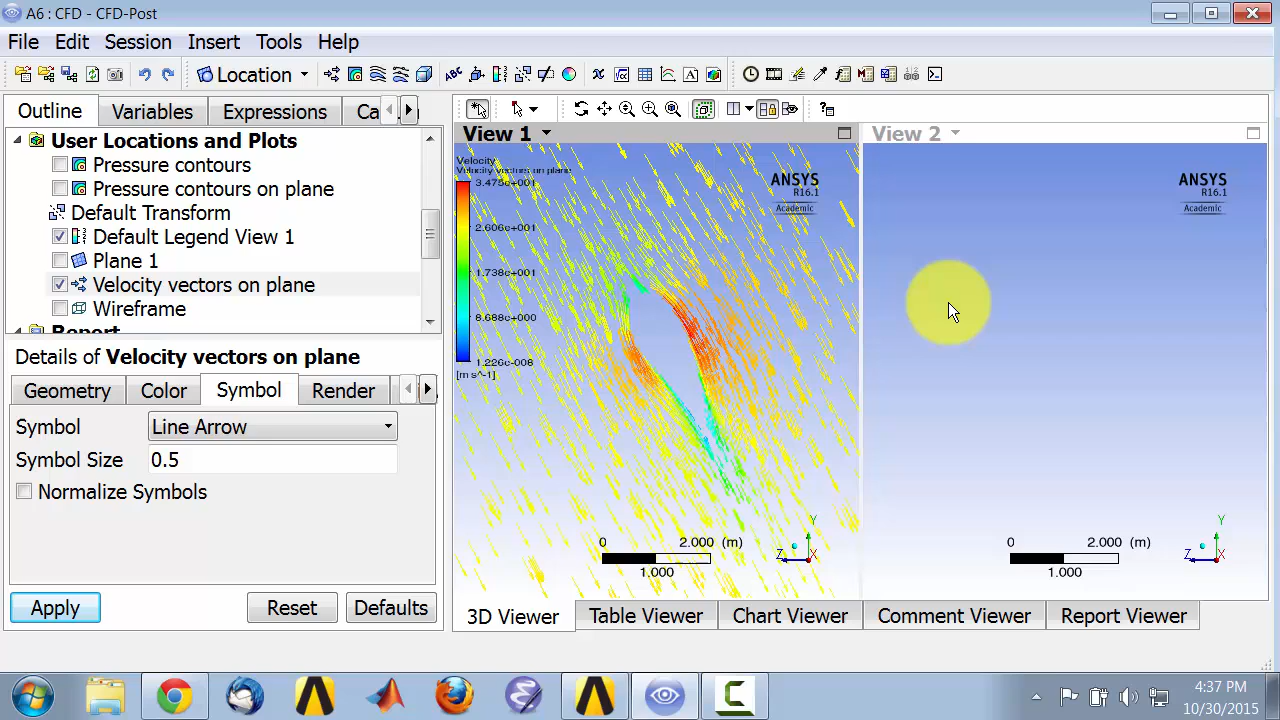 A6 : CFD - CFD-Post
File Edit Session Insert Tools Help
Location
Outline Variables Expressions Ca
User Locations and Plots
Pressure contours
Pressure contours on plane
Default Transform
Default Legend View 1
Plane 1
Velocity vectors on plane
Wireframe
Report
Details of Velocity vectors on plane
Geometry Color Symbol Render
Symbol Line Arrow
Symbol Size 0.5
Normalize Symbols
Apply Reset Defaults
View 1
Velocity
Velocity vectors on plane
3.475e+001
2.606e+001
1.738e+001
8.688e+000
1.226e-008
[m s^-1]
ANSYS
R16.1
Academic
0 2.000 (m)
1.000
Y
Z X
View 2
ANSYS
R16.1
Academic
0 2.000 (m)
1.000
Y
Z X
3D Viewer Table Viewer Chart Viewer Comment Viewer Report Viewer
4:37 PM
10/30/2015